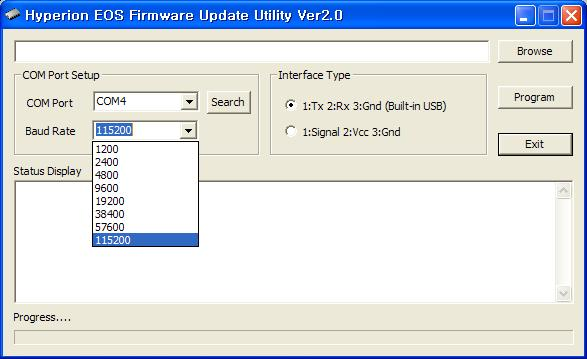 Hyperion EOS Firmware Update Utility Ver2.0
Browse
COM Port Setup
Interface Type
COM Port COM4 Search
1:Tx 2:Rx 3:Gnd (Built-in USB)
Program
Baud Rate 115200
1:Signal 2:Vcc 3:Gnd
Exit
1200
2400
4800
9600
19200
38400
57600
115200
Status Display
Progress....